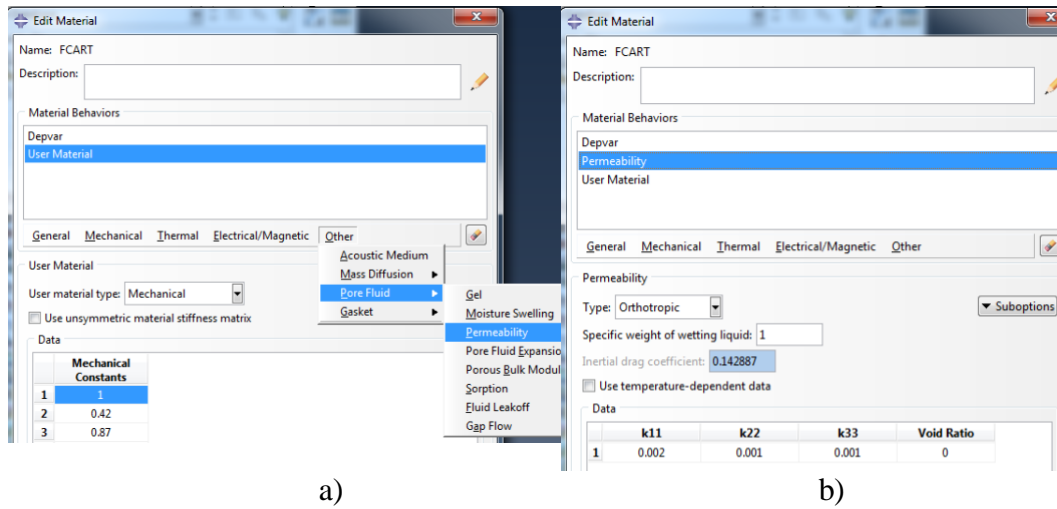 Edit Material
Name: FCART
Description:
Material Behaviors
Depvar
User Material
General Mechanical Thermal Electrical/Magnetic Other
Acoustic Medium
Mass Diffusion
Pore Fluid
Gasket
Gel
Moisture Swelling
Permeability
Pore Fluid Expansio
Porous Bulk Modul
Sorption
Fluid Leakoff
Gap Flow
User Material
User material type: Mechanical
Use unsymmetric material stiffness matrix
Data
Mechanical
Constants
1 1
2 0.42
3 0.87
a)
Edit Material
Name: FCART
Description:
Material Behaviors
Depvar
Permeability
User Material
General Mechanical Thermal Electrical/Magnetic Other
Permeability
Type: Orthotropic
Suboptions
Specific weight of wetting liquid: 1
Inertial drag coefficient: 0.142887
Use temperature-dependent data
Data
k11 k22 k33 Void Ratio
1 0.002 0.001 0.001 0
b)